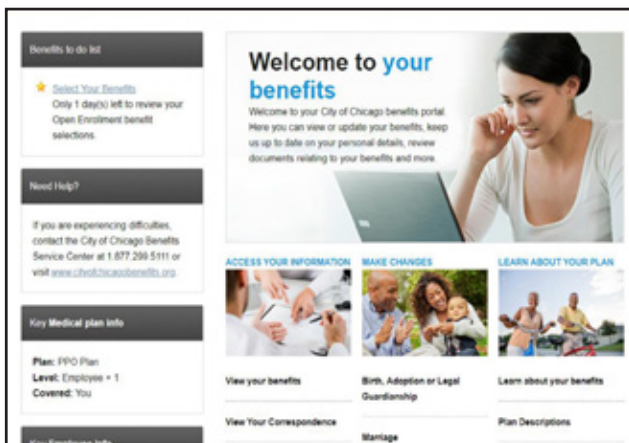 Benefits to do list
Select Your Benefits
Only 1 day(s) left to review your
Open Enrollment benefit
selections.
Need Help?
If you are experiencing difficulties,
contact the City of Chicago Benefits
Service Center at 1.877.299.5111 or
visit www.cityofchicagobenefits.org.
Key Medical plan info
Plan: PPO Plan
Level: Employee + 1
Covered: You
Key Employee info
Welcome to your
benefits
Welcome to your City of Chicago benefits portal.
Here you can view or update your benefits, keep
us up to date on your personal details, review
documents relating to your benefits and more.
ACCESS YOUR INFORMATION
View your benefits
View Your Correspondence
MAKE CHANGES
Birth, Adoption or Legal
Guardianship
Marriage
LEARN ABOUT YOUR PLAN
Learn about your benefits
Plan Descriptions